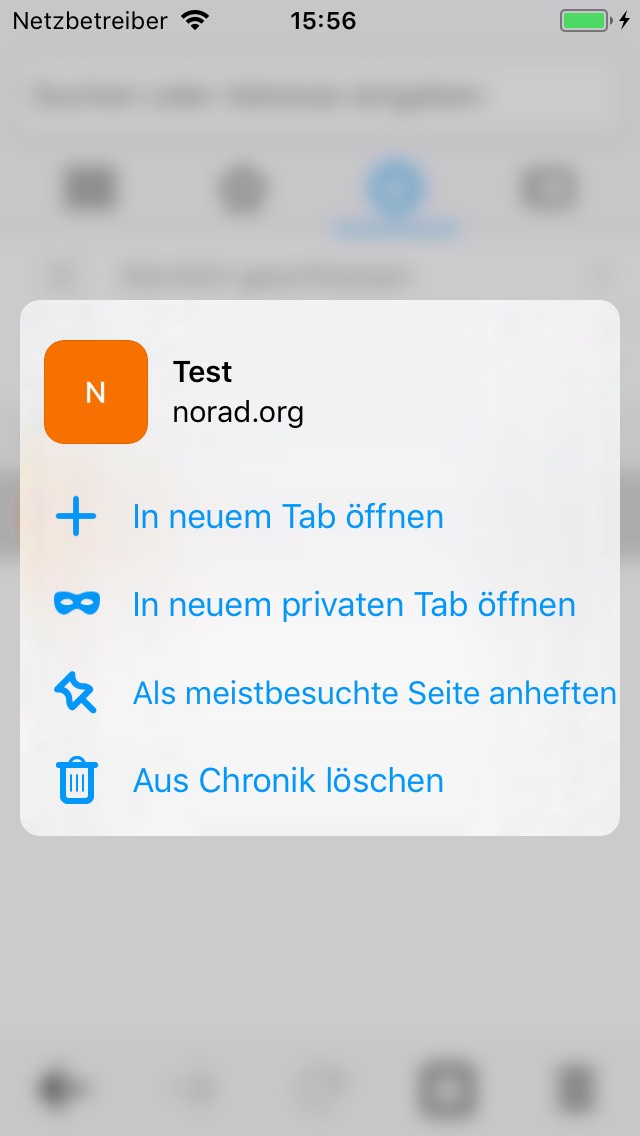 Netzbetreiber 15:56
Test
N
norad.org
In neuem Tab öffnen
In neuem privaten Tab öffnen
Als meistbesuchte Seite anheften
Aus Chronik löschen